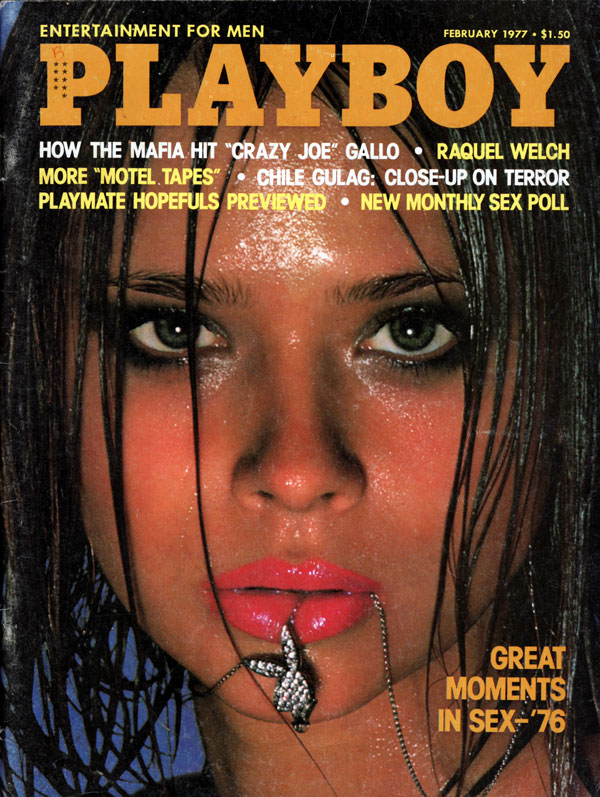 ENTERTAINMENT FOR MEN
FEBRUARY 1977 • $1.50
B
PLAYBOY
HOW THE MAFIA HIT "CRAZY JOE" GALLO • RAQUEL WELCH
MORE "MOTEL TAPES" • CHILE GULAG: CLOSE-UP ON TERROR
PLAYMATE HOPEFULS PREVIEWED • NEW MONTHLY SEX POLL
GREAT
MOMENTS
IN SEX–'76